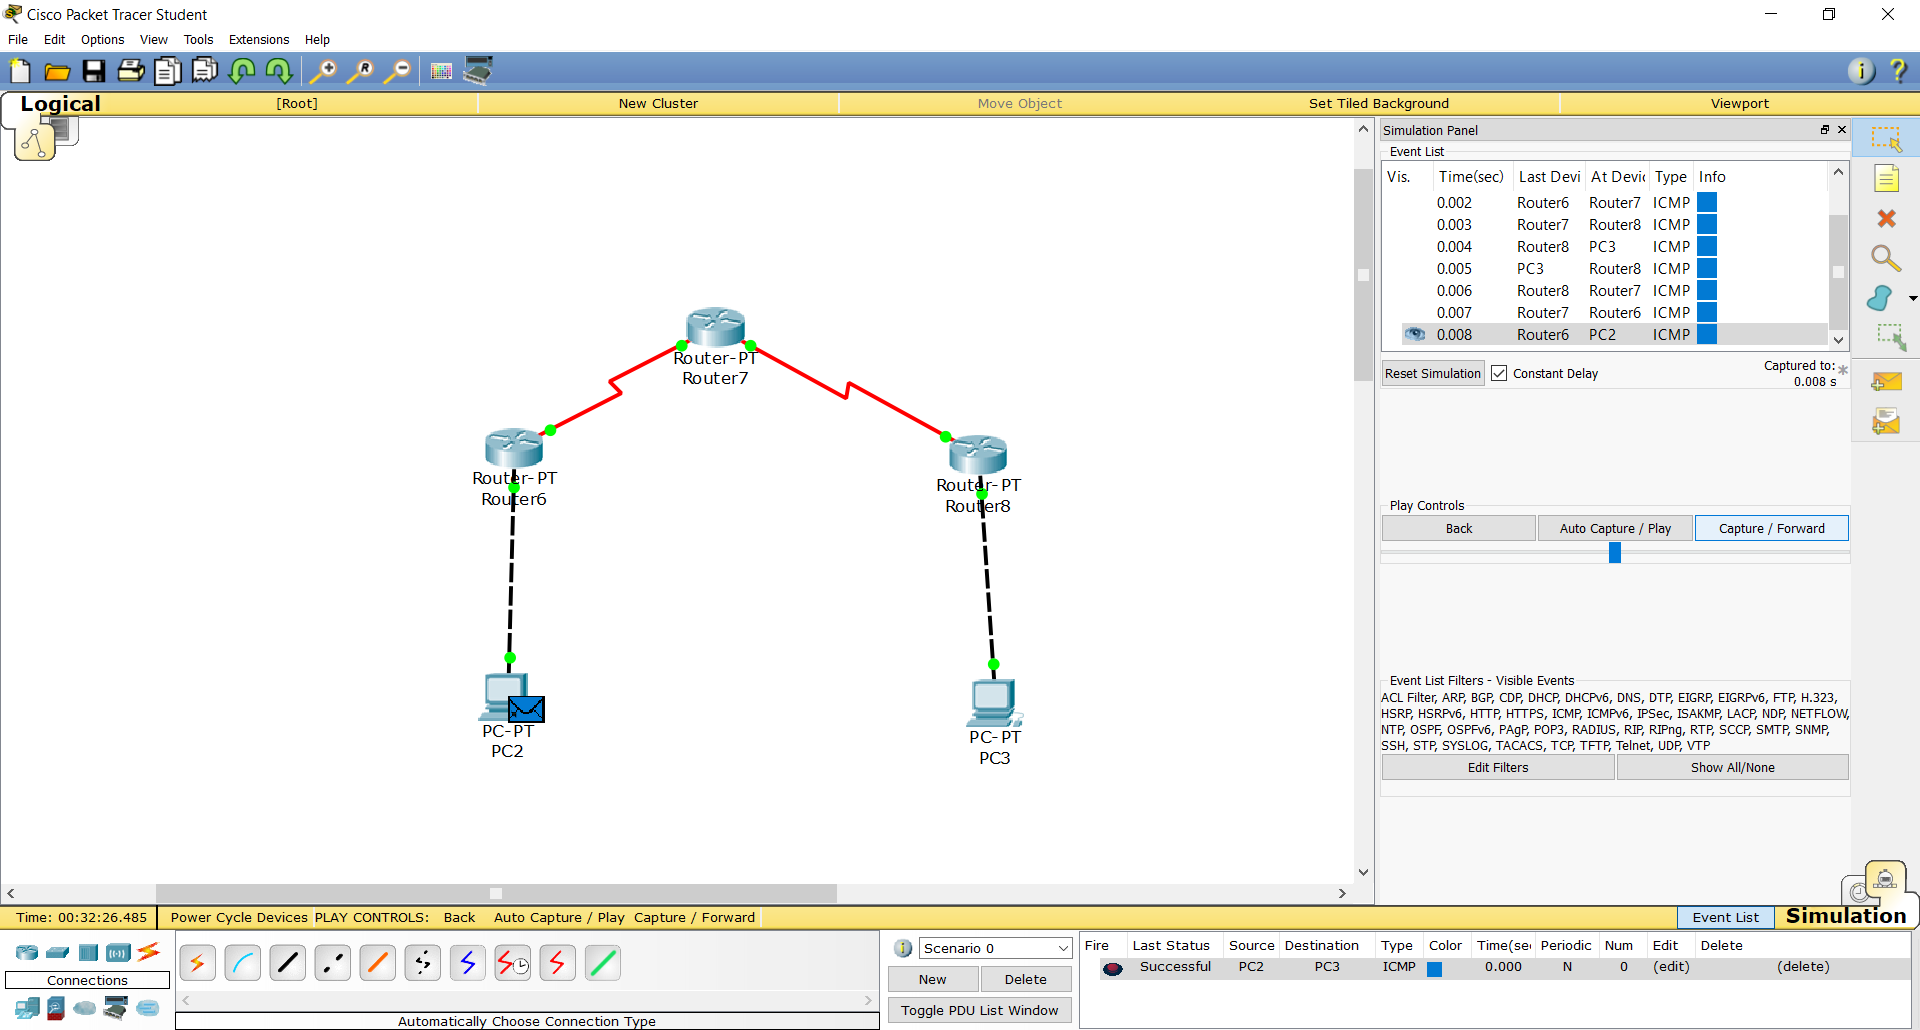 Cisco Packet Tracer Student
File Edit Options View Tools Extensions Help
Logical [Root] New Cluster Move Object Set Tiled Background Viewport
Router-PT
Router7
Router-PT
Router6
Router-PT
Router8
PC-PT
PC2
PC-PT
PC3
Simulation Panel
Event List
Vis. Time(sec) Last Devi At Devic Type Info
0.002 Router6 Router7 ICMP
0.003 Router7 Router8 ICMP
0.004 Router8 PC3 ICMP
0.005 PC3 Router8 ICMP
0.006 Router8 Router7 ICMP
0.007 Router7 Router6 ICMP
0.008 Router6 PC2 ICMP
Reset Simulation Constant Delay Captured to: *
0.008 s
Play Controls
Back Auto Capture / Play Capture / Forward
Event List Filters - Visible Events
ACL Filter, ARP, BGP, CDP, DHCP, DHCPv6, DNS, DTP, EIGRP, EIGRPv6, FTP, H.323,
HSRP, HSRPv6, HTTP, HTTPS, ICMP, ICMPv6, IPSec, ISAKMP, LACP, NDP, NETFLOW,
NTP, OSPF, OSPFv6, PAgP, POP3, RADIUS, RIP, RIPng, RTP, SCCP, SMTP, SNMP,
SSH, STP, SYSLOG, TACACS, TCP, TFTP, Telnet, UDP, VTP
Edit Filters Show All/None
Time: 00:32:26.485 Power Cycle Devices PLAY CONTROLS: Back Auto Capture / Play Capture / Forward Event List Simulation
Connections
Automatically Choose Connection Type
Scenario 0
New Delete
Toggle PDU List Window
Fire Last Status Source Destination Type Color Time(sec Periodic Num Edit Delete
Successful PC2 PC3 ICMP 0.000 N 0 (edit) (delete)